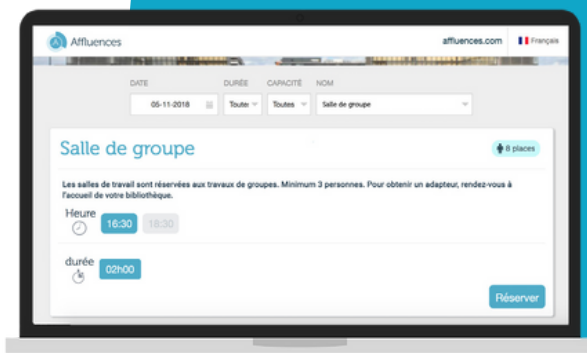 Affluences
affluences.com
Français
DATE
DURÉE
CAPACITÉ
NOM
05-11-2018
Toutes
Toutes
Salle de groupe
Salle de groupe
8 places
Les salles de travail sont réservées aux travaux de groupes. Minimum 3 personnes. Pour obtenir un adaptateur, rendez-vous à
l'accueil de votre bibliothèque.
Heure
16:30
18:30
durée
02h00
Réserver